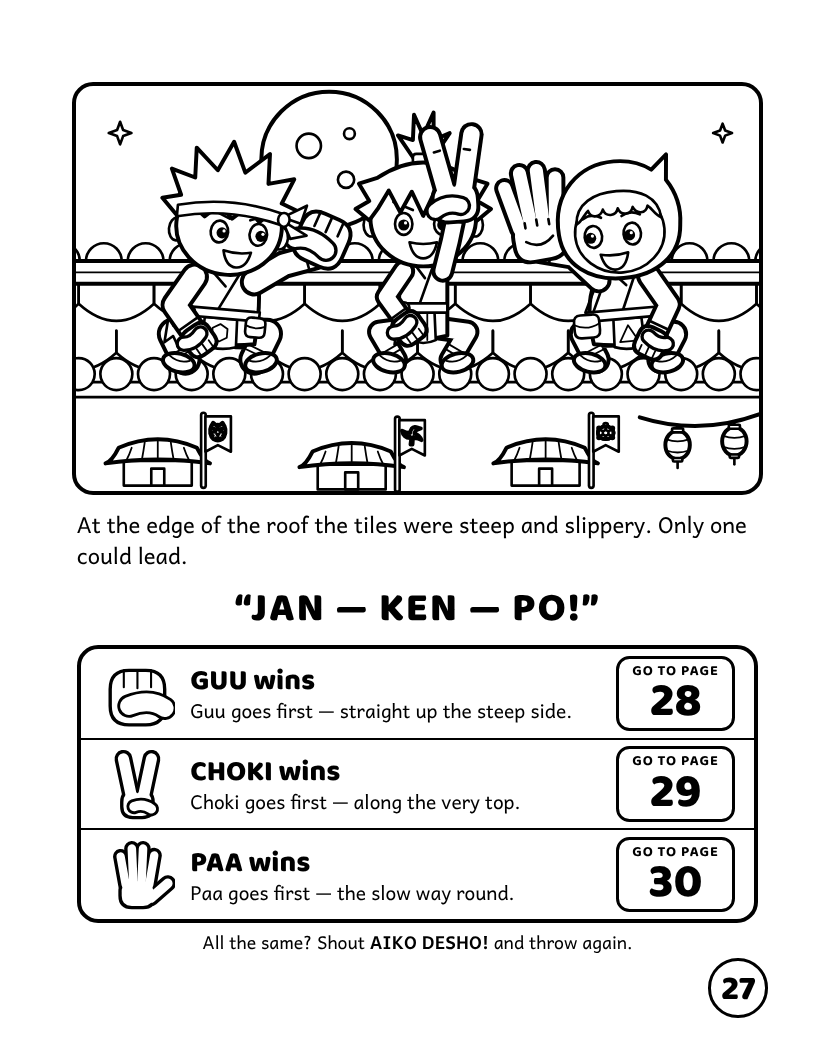 At the edge of the roof the tiles were steep and slippery. Only one
could lead.
“JAN — KEN — PO!”
GUU wins
Guu goes first — straight up the steep side.
GO TO PAGE
28
CHOKI wins
Choki goes first — along the very top.
GO TO PAGE
29
PAA wins
Paa goes first — the slow way round.
GO TO PAGE
30
All the same? Shout AIKO DESHO! and throw again.
27